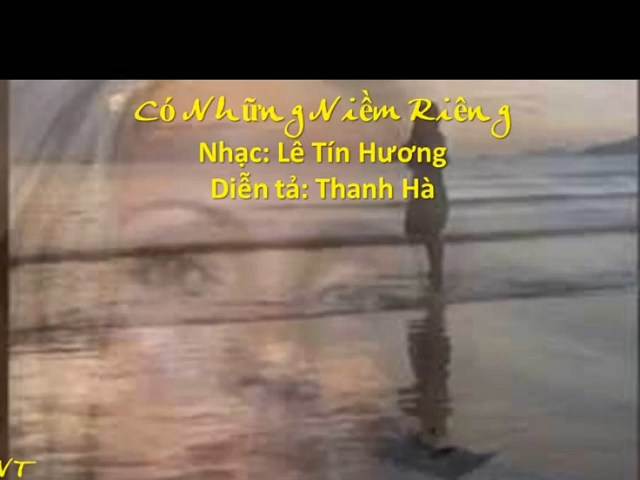 Có Những Niềm Riêng
Nhạc: Lê Tín Hương
Diễn tả: Thanh Hà